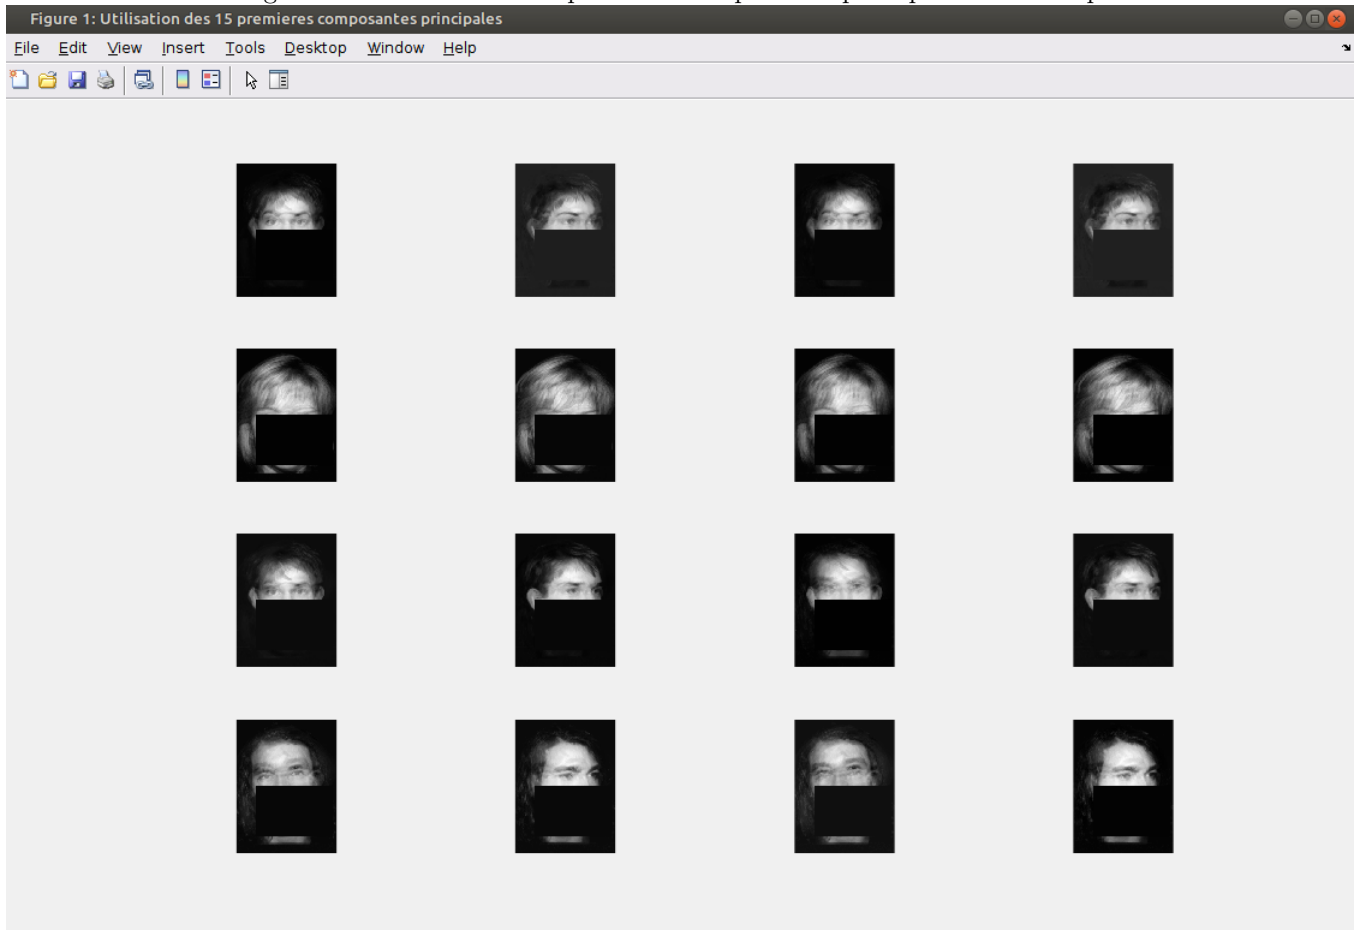 Figure 1: Utilisation des 15 premieres composantes principales
File Edit View Insert Tools Desktop Window Help